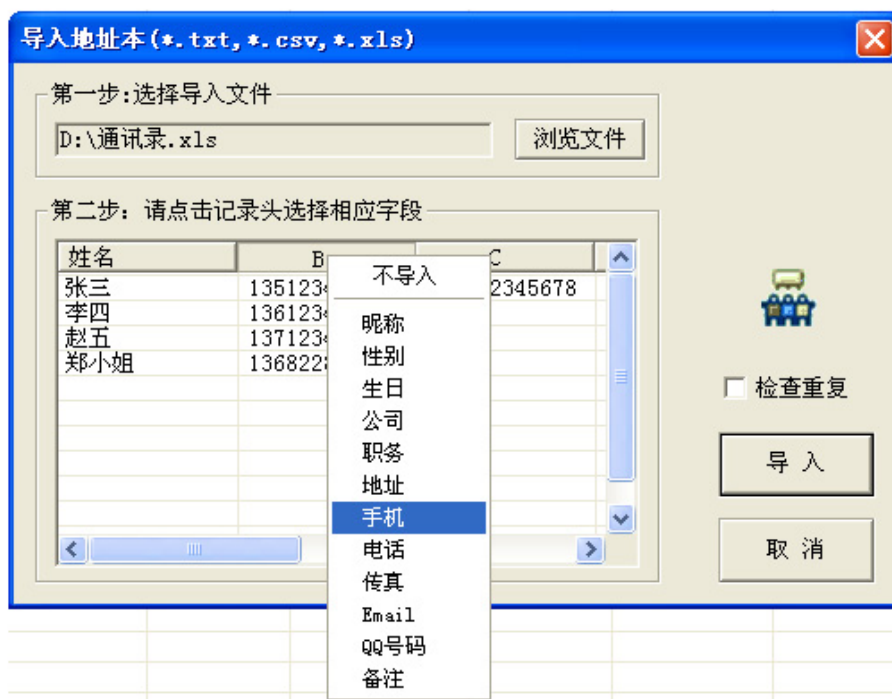 导入地址本(*.txt,*.csv,*.xls)
第一步:选择导入文件
D:\通讯录.xls
浏览文件
第二步: 请点击记录头选择相应字段
姓名 B C
张三 135123 2345678
李四 136123
赵五 137123
郑小姐 136822
不导入
昵称
性别
生日
公司
职务
地址
手机
电话
传真
Email
QQ号码
备注
检查重复
导 入
取 消